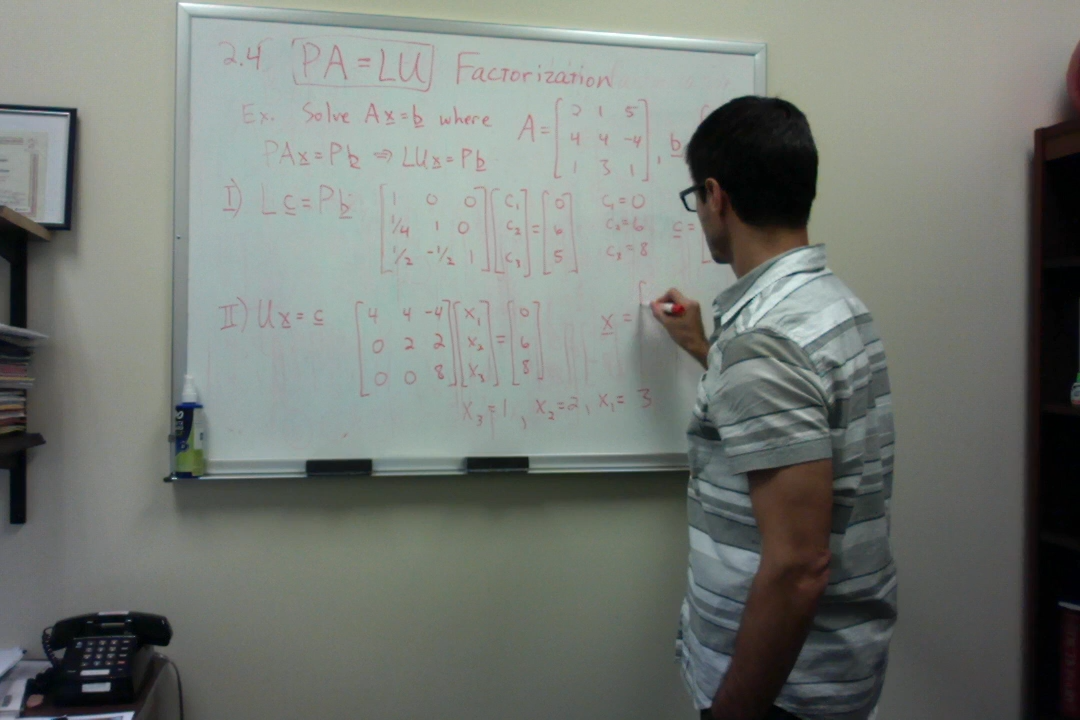 2.4 PA = LU Factorization
Ex. Solve Ax = b where A = [2 1 5; 4 4 -4; 1 3 1], b
PAx = Pb ⇒ LUx = Pb
I) Lc = Pb: [1 0 0; 1/4 1 0; 1/2 -1/2 1] [c₁; c₂; c₃] = [0; 6; 5] c₁ = 0 c₂ = 6 c₃ = 8 c =
II) Ux = c [4 4 -4; 0 2 2; 0 0 8] [x₁; x₂; x₃] = [0; 6; 8] x =
x₃ = 1, x₂ = 2, x₁ = 3